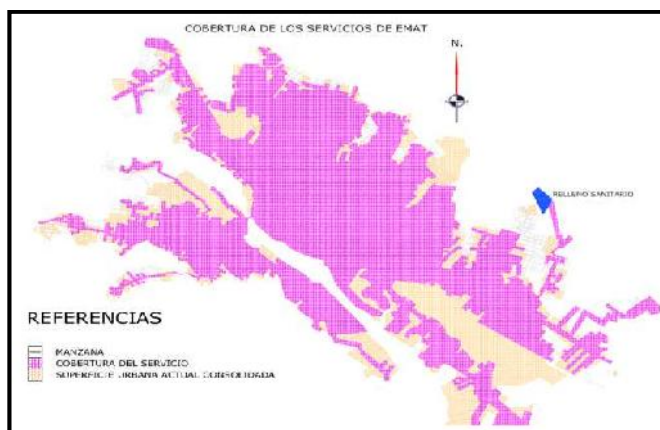 COBERTURA DE LOS SERVICIOS DE EMAT
N.
RELLENO SANITARIO
REFERENCIAS
MANZANA
COBERTURA DEL SERVICIO
SUPERFICIE URBANA ACTUAL CONSOLIDADA